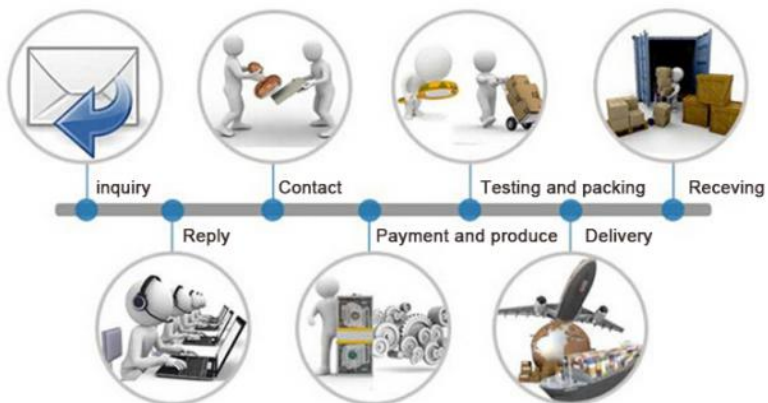 inquiry
Contact
Testing and packing
Receving
Reply
Payment and produce
Delivery